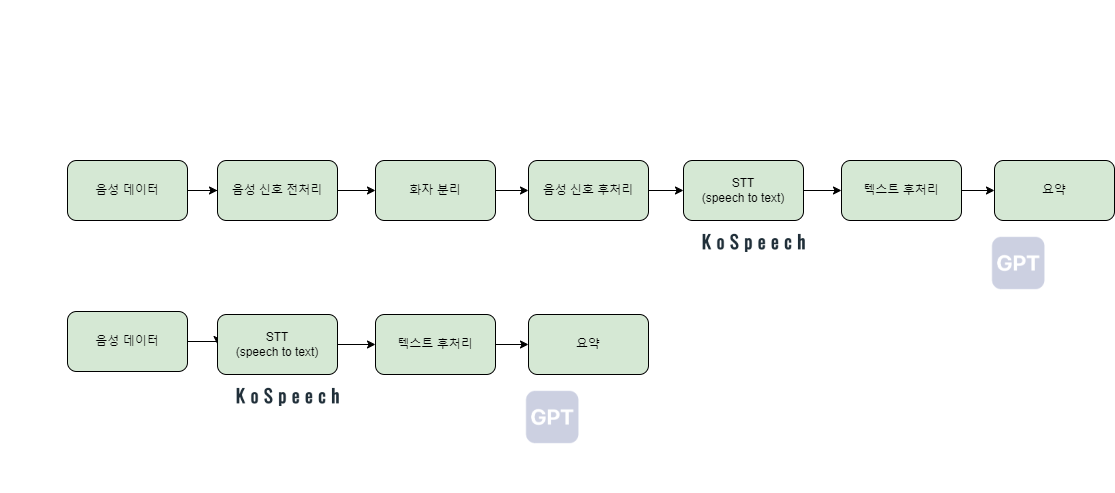 음성 데이터
음성 신호 전처리
화자 분리
음성 신호 후처리
STT
(speech to text)
텍스트 후처리
요약
KoSpeech
GPT
음성 데이터
STT
(speech to text)
텍스트 후처리
요약
KoSpeech
GPT